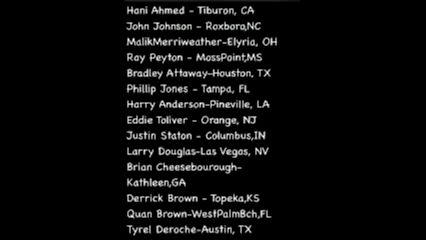 Hani Ahmed - Tiburon, CA
John Johnson - Roxboro,NC
MalikMerriweather-Elyria, OH
Ray Peyton - MossPoint,MS
Bradley Attaway-Houston, TX
Phillip Jones - Tampa, FL
Harry Anderson-Pineville, LA
Eddie Toliver - Orange, NJ
Justin Staton - Columbus,IN
Larry Douglas-Las Vegas, NV
Brian Cheesebourough-
Kathleen,GA
Derrick Brown - Topeka,KS
Quan Brown-WestPalmBch,FL
Tyrel Deroche-Austin, TX